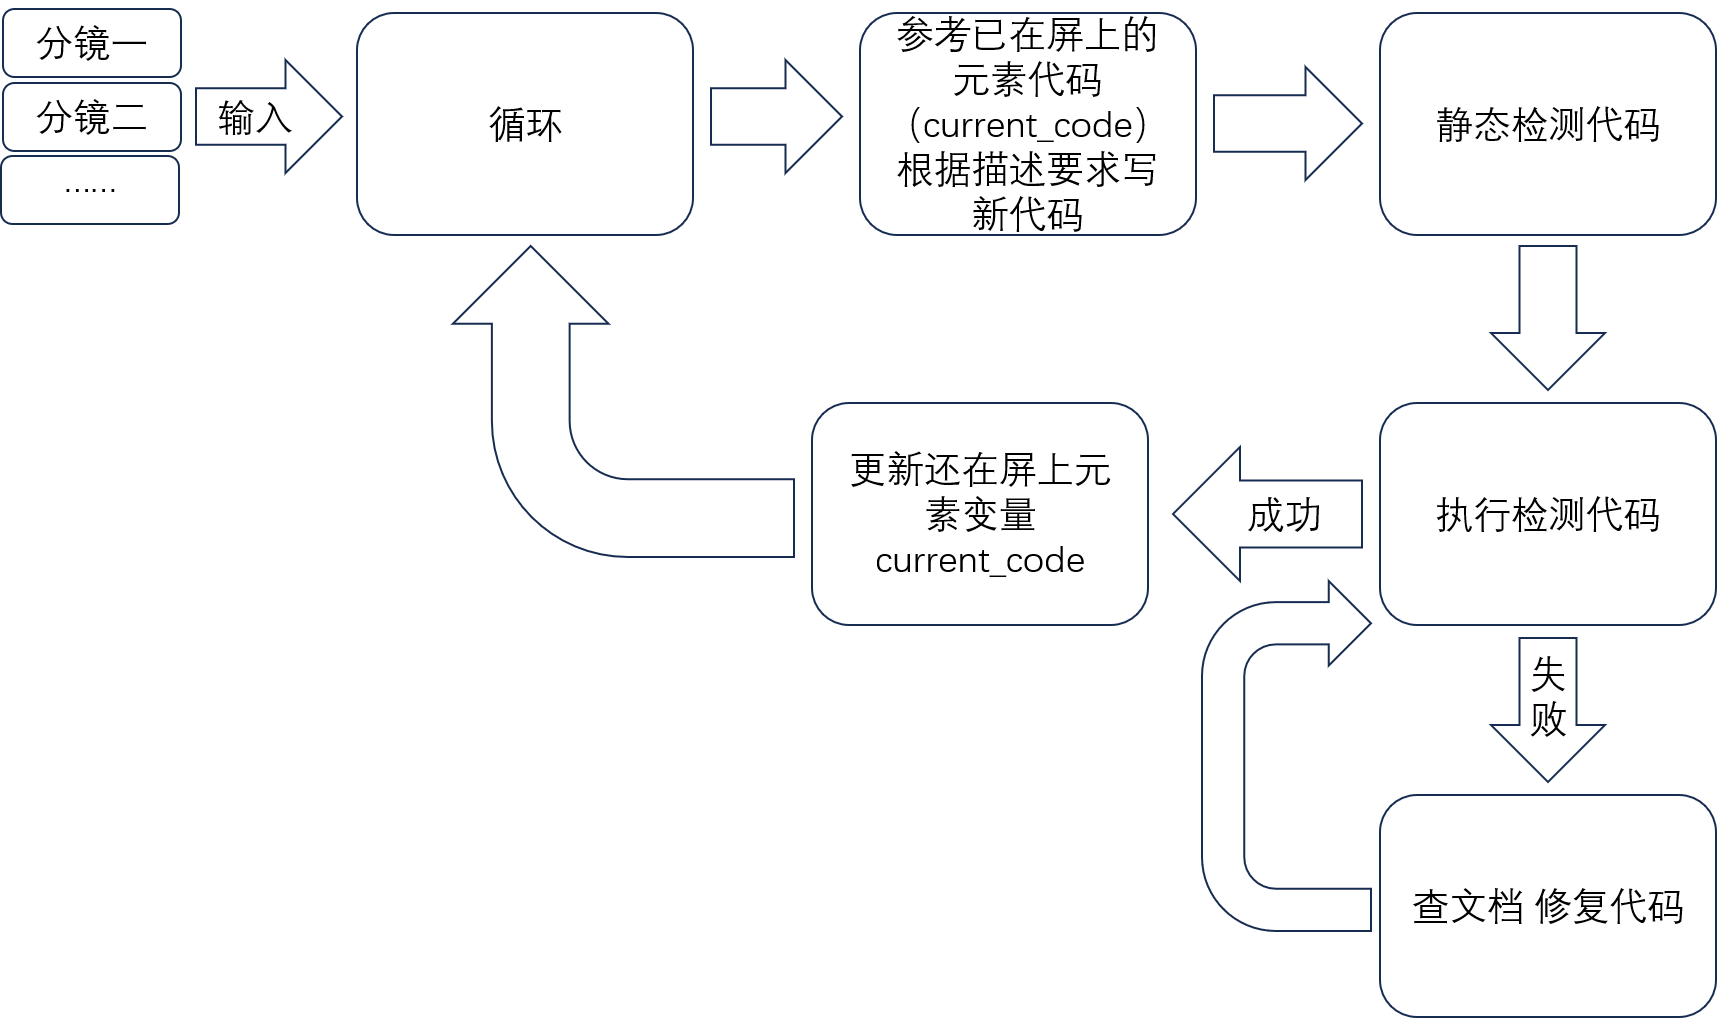 分镜一
分镜二
……
输入
循环
参考已在屏上的
元素代码
（current_code）
根据描述要求写
新代码
静态检测代码
执行检测代码
成功
更新还在屏上元
素变量
current_code
失
败
查文档 修复代码